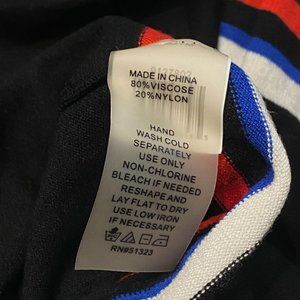 MADE IN CHINA
80%VISCOSE
20%NYLON
HAND
WASH COLD
SEPARATELY
USE ONLY
NON-CHLORINE
BLEACH IF NEEDED
RESHAPE AND
LAY FLAT TO DRY
USE LOW IRON
IF NECESSARY
RN#51323